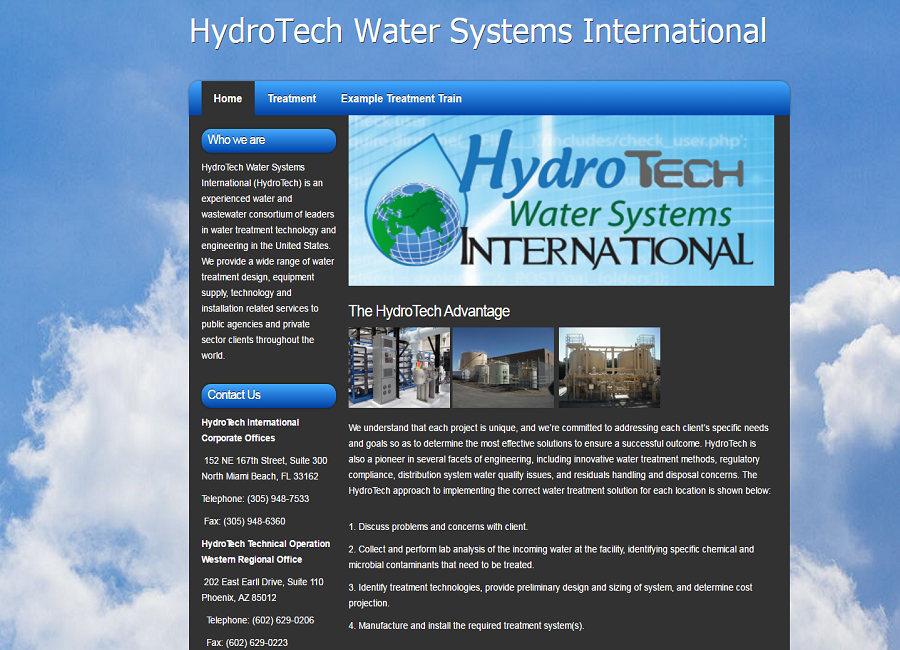 HydroTech Water Systems International
Home
Treatment
Example Treatment Train
Who we are
HydroTech Water Systems
International (HydroTech) is an
experienced water and
wastewater consortium of leaders
in water treatment technology and
engineering in the United States.
We provide a wide range of water
treatment design, equipment
supply, technology and
installation related services to
public agencies and private
sector clients throughout the
world.
Contact Us
HydroTech International
Corporate Offices
152 NE 167th Street, Suite 300
North Miami Beach, FL 33162
Telephone: (305) 948-7533
Fax: (305) 948-6360
HydroTech Technical Operation
Western Regional Office
202 East Earll Drive, Suite 110
Phoenix, AZ 85012
Telephone: (602) 629-0206
Fax: (602) 629-0223
includes/check_user.php';
HydroTech
Water Systems
International
The HydroTech Advantage
We understand that each project is unique, and we're committed to addressing each client's specific needs
and goals so as to determine the most effective solutions to ensure a successful outcome. HydroTech is
also a pioneer in several facets of engineering, including innovative water treatment methods, regulatory
compliance, distribution system water quality issues, and residuals handling and disposal concerns. The
HydroTech approach to implementing the correct water treatment solution for each location is shown below:
1. Discuss problems and concerns with client.
2. Collect and perform lab analysis of the incoming water at the facility, identifying specific chemical and
microbial contaminants that need to be treated.
3. Identify treatment technologies, provide preliminary design and sizing of system, and determine cost
projection.
4. Manufacture and install the required treatment system(s).